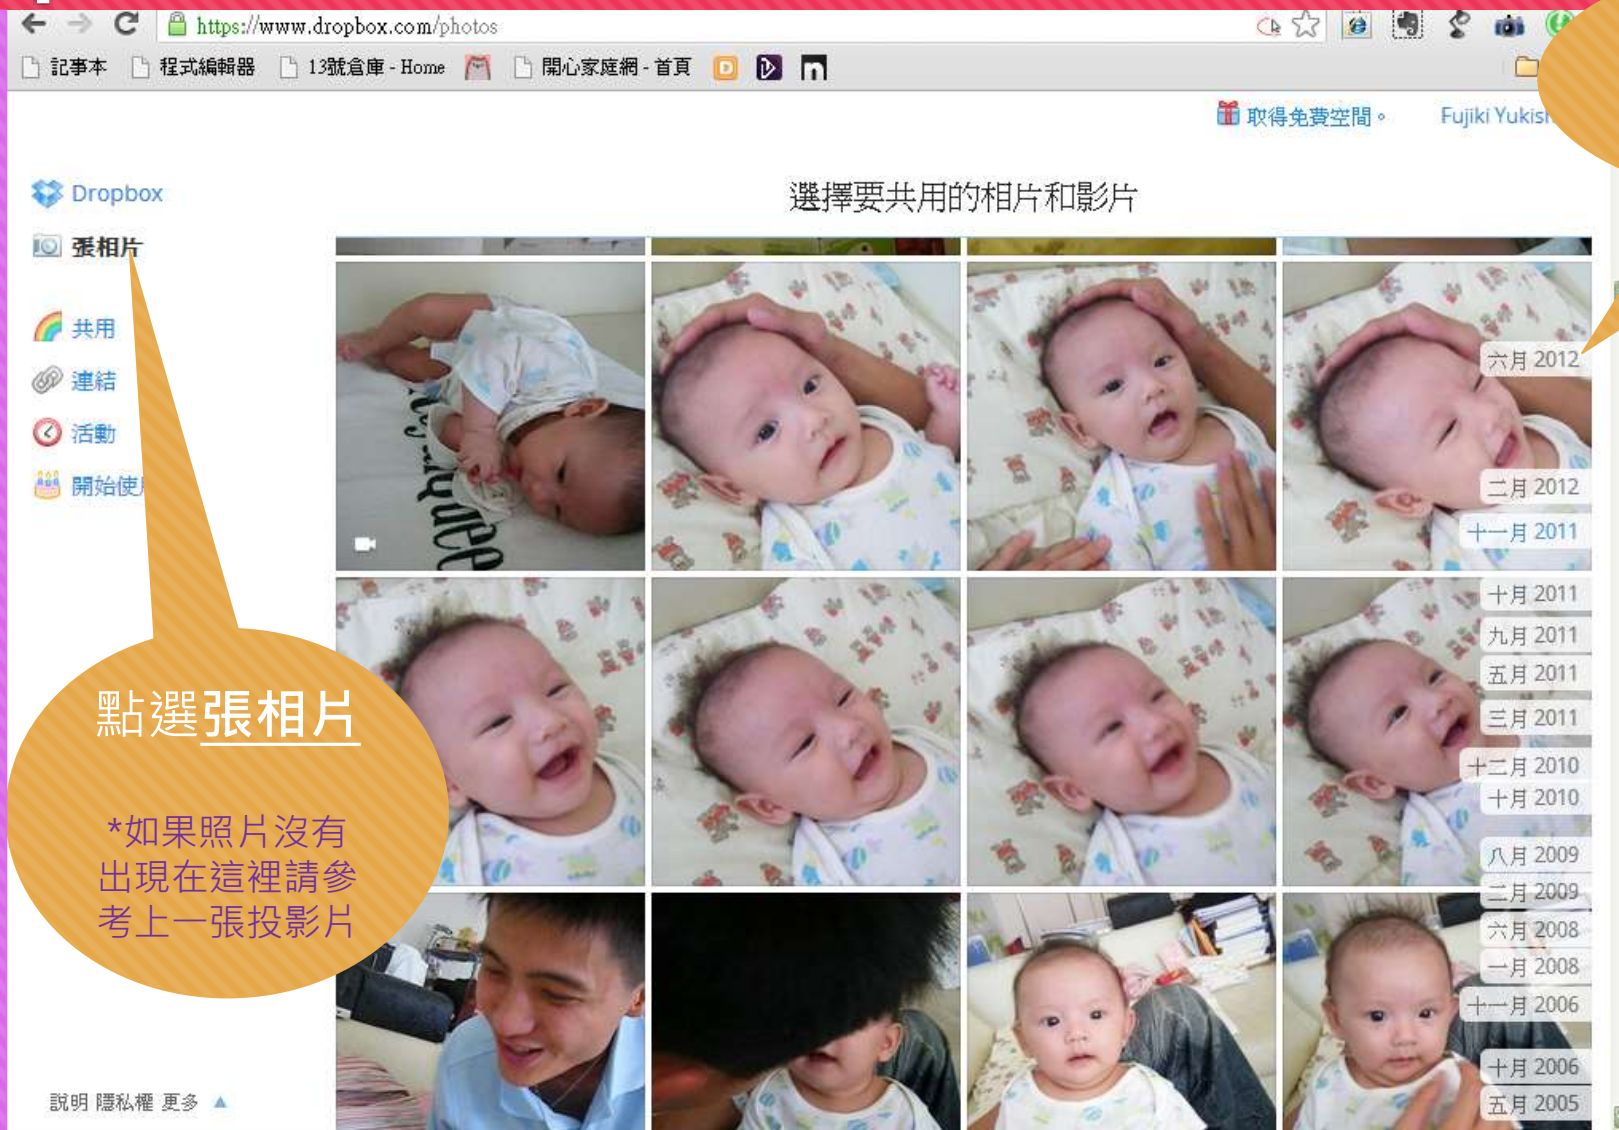 https://www.dropbox.com/photos
記事本 程式編輯器 13號倉庫 - Home 開心家庭網 - 首頁
取得免費空間。 Fujiki
Dropbox
選擇要共用的相片和影片
張相片
共用
連結
活動
開始使
六月 2012
二月 2012
十一月 2011
十月 2011
九月 2011
五月 2011
三月 2011
十二月 2010
十月 2010
八月 2009
二月 2009
六月 2008
一月 2008
十一月 2006
十月 2006
五月 2005
點選張相片
*如果照片沒有
出現在這裡請參
考上一張投影片
說明 隱私權 更多